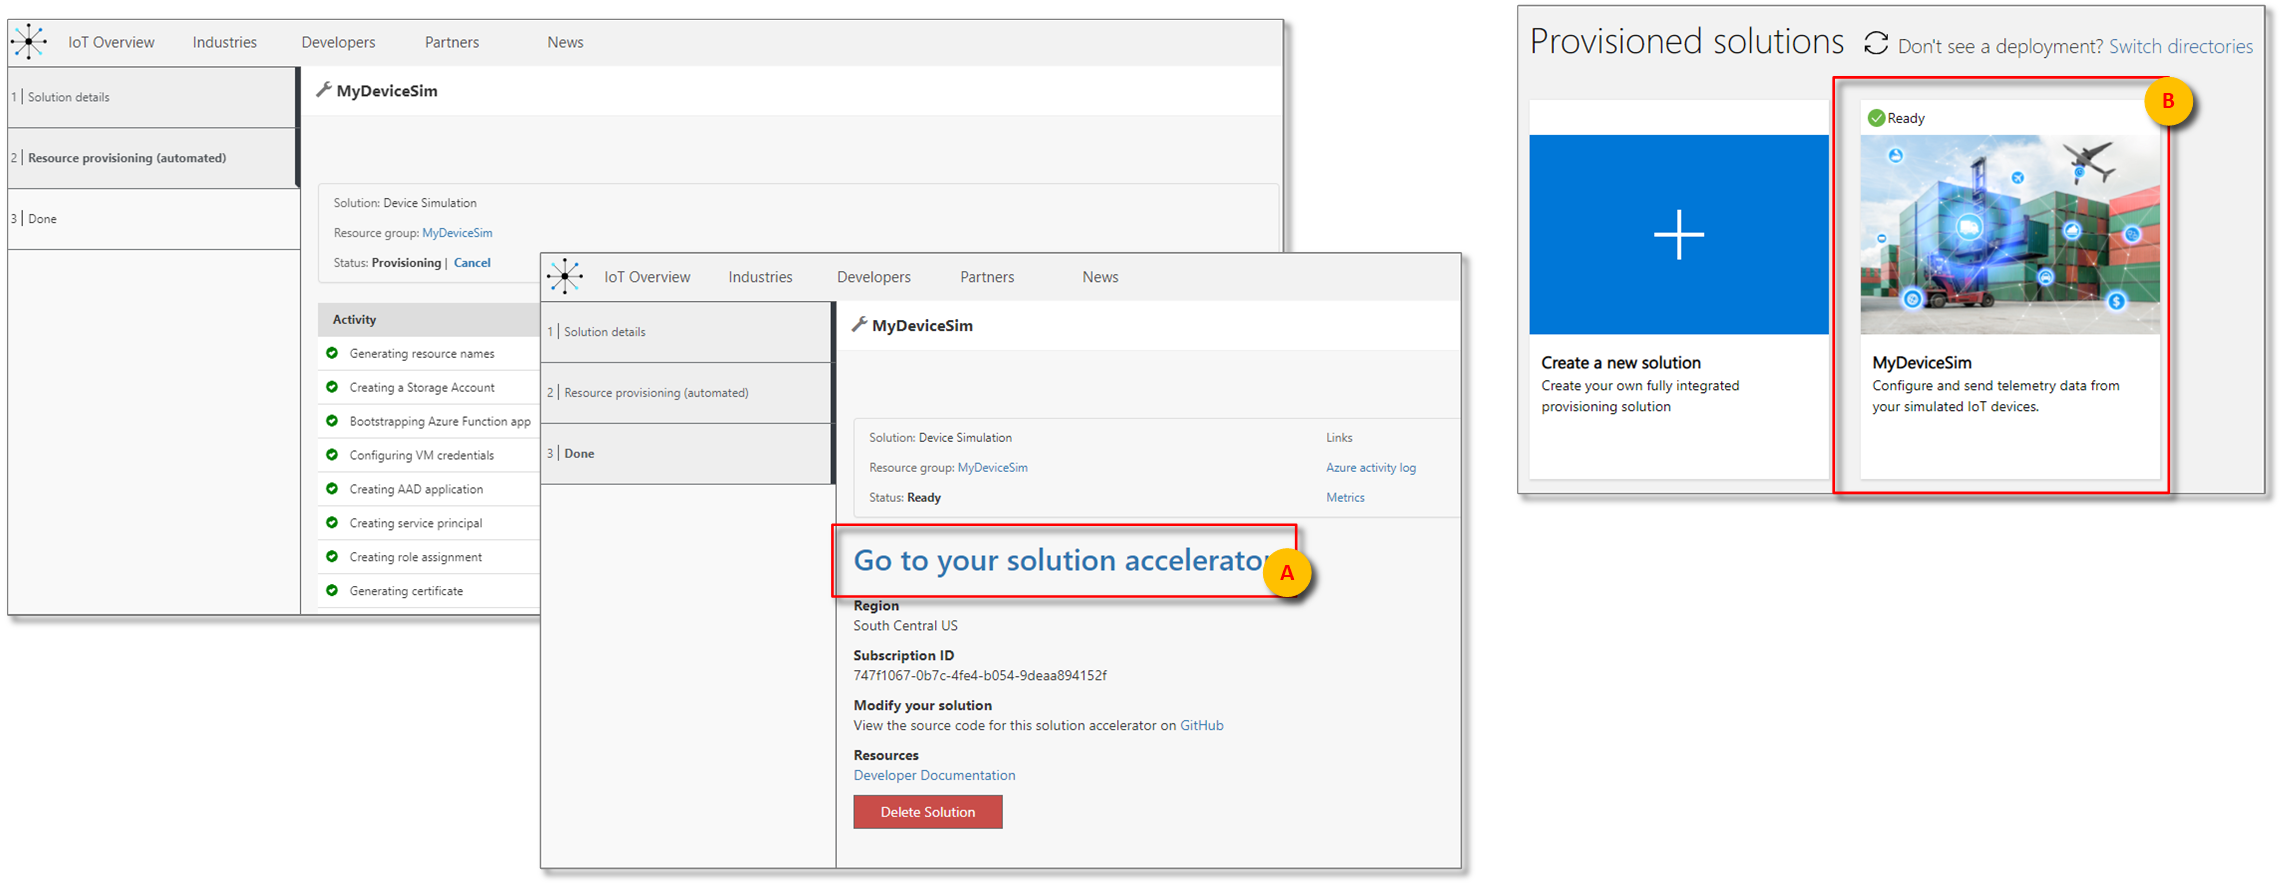 IoT Overview Industries Developers Partners News
1 Solution details
2 Resource provisioning (automated)
3 Done
MyDeviceSim
Solution: Device Simulation
Resource group: MyDeviceSim
Status: Provisioning | Cancel
Activity
Generating resource names
Creating a Storage Account
Bootstrapping Azure Function app
Configuring VM credentials
Creating AAD application
Creating service principal
Creating role assignment
Generating certificate
IoT Overview Industries Developers Partners News
1 Solution details
2 Resource provisioning (automated)
3 Done
MyDeviceSim
Solution: Device Simulation
Resource group: MyDeviceSim
Status: Ready
Links
Azure activity log
Metrics
Go to your solution accelerator
A
Region
South Central US
Subscription ID
747f1067-0b7c-4fe4-b054-9deaa894152f
Modify your solution
View the source code for this solution accelerator on GitHub
Resources
Developer Documentation
Delete Solution
Provisioned solutions Don't see a deployment? Switch directories
Create a new solution
Create your own fully integrated
provisioning solution
B
Ready
$
MyDeviceSim
Configure and send telemetry data from
your simulated IoT devices.